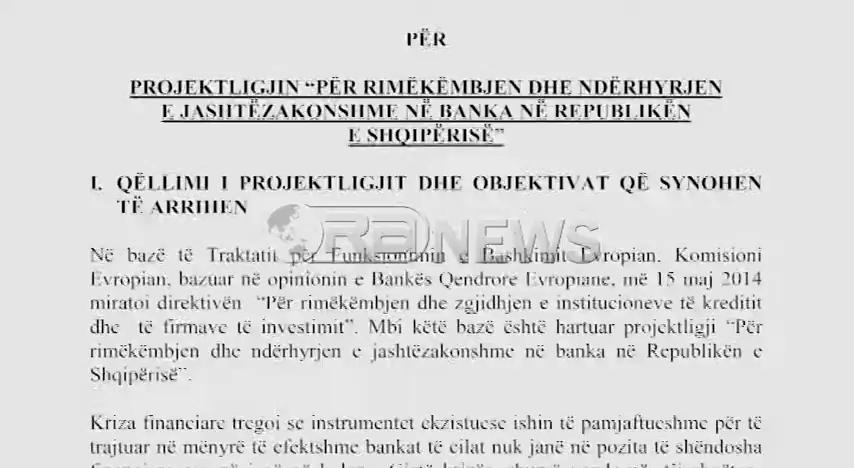 PËR
PROJEKTLIGJIN “PËR RIMËKËMBJEN DHE NDËRHYRJEN
E JASHTËZAKONSHME NË BANKA NË REPUBLIKËN
E SHQIPËRISË”
I. QËLLIMI I PROJEKTLIGJIT DHE OBJEKTIVAT QË SYNOHEN
TË ARRIHEN
NEWS
Në bazë të Traktatit për Funksionimin e Bashkimit Evropian, Komisioni
Evropian, bazuar në opinionin e Bankës Qendrore Evropiane, më 15 maj 2014
miratoi direktivën “Për rimëkëmbjen dhe zgjidhjen e institucioneve të kreditit
dhe të firmave të investimit”. Mbi këtë bazë është hartuar projektligji “Për
rimëkëmbjen dhe ndërhyrjen e jashtëzakonshme në banka në Republikën e
Shqipërisë”.
Kriza financiare tregoi se instrumentet ekzistuese ishin të pamjaftueshme për të
trajtuar në mënyrë të efektshme bankat të cilat nuk janë në pozita të shëndosha